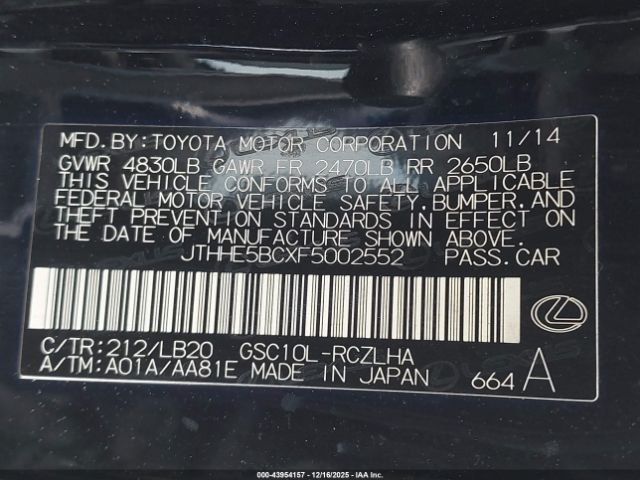 MFD. BY: TOYOTA MOTOR CORPORATION 11/14
GVWR 4830LB GAWR FR 2470LB RR 2650LB
THIS VEHICLE CONFORMS TO ALL APPLICABLE
FEDERAL MOTOR VEHICLE SAFETY, BUMPER, AND
THEFT PREVENTION STANDARDS IN EFFECT ON
THE DATE OF MANUFACTURE SHOWN ABOVE.
JTHHE5BCXF5002552 PASS. CAR
C/TR: 212/LB20 GSC10L-RCZLHA
A/TM: A01A/AA81E MADE IN JAPAN 664 A
000-43954157 - 12/16/2025 - IAA Inc.